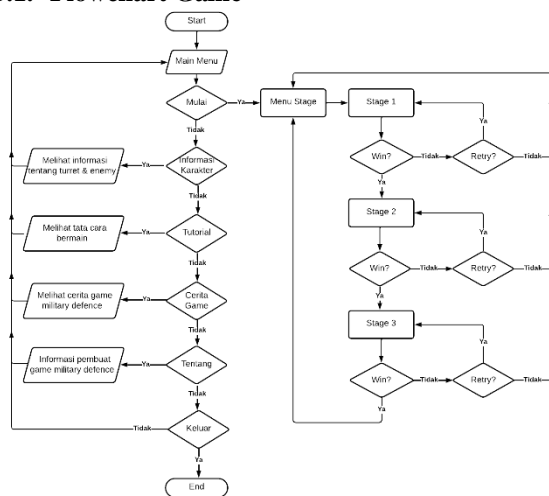 Start
Main Menu
Mulai
Ya
Menu Stage
Stage 1
Ya
Tidak
Win?
Tidak
Retry?
Informasi
Karakter
Ya
Melihat informasi
tentang turret & enemy
Ya
Tidak
Stage 2
Ya
Tutorial
Ya
Melihat tata cara
bermain
Win?
Tidak
Retry?
Tidak
Ya
Cerita
Game
Ya
Melihat cerita game
military defence
Stage 3
Ya
Tidak
Tentang
Ya
Informasi pembuat
game military defence
Win?
Tidak
Retry?
Tidak
Ya
Keluar
Tidak
Ya
End